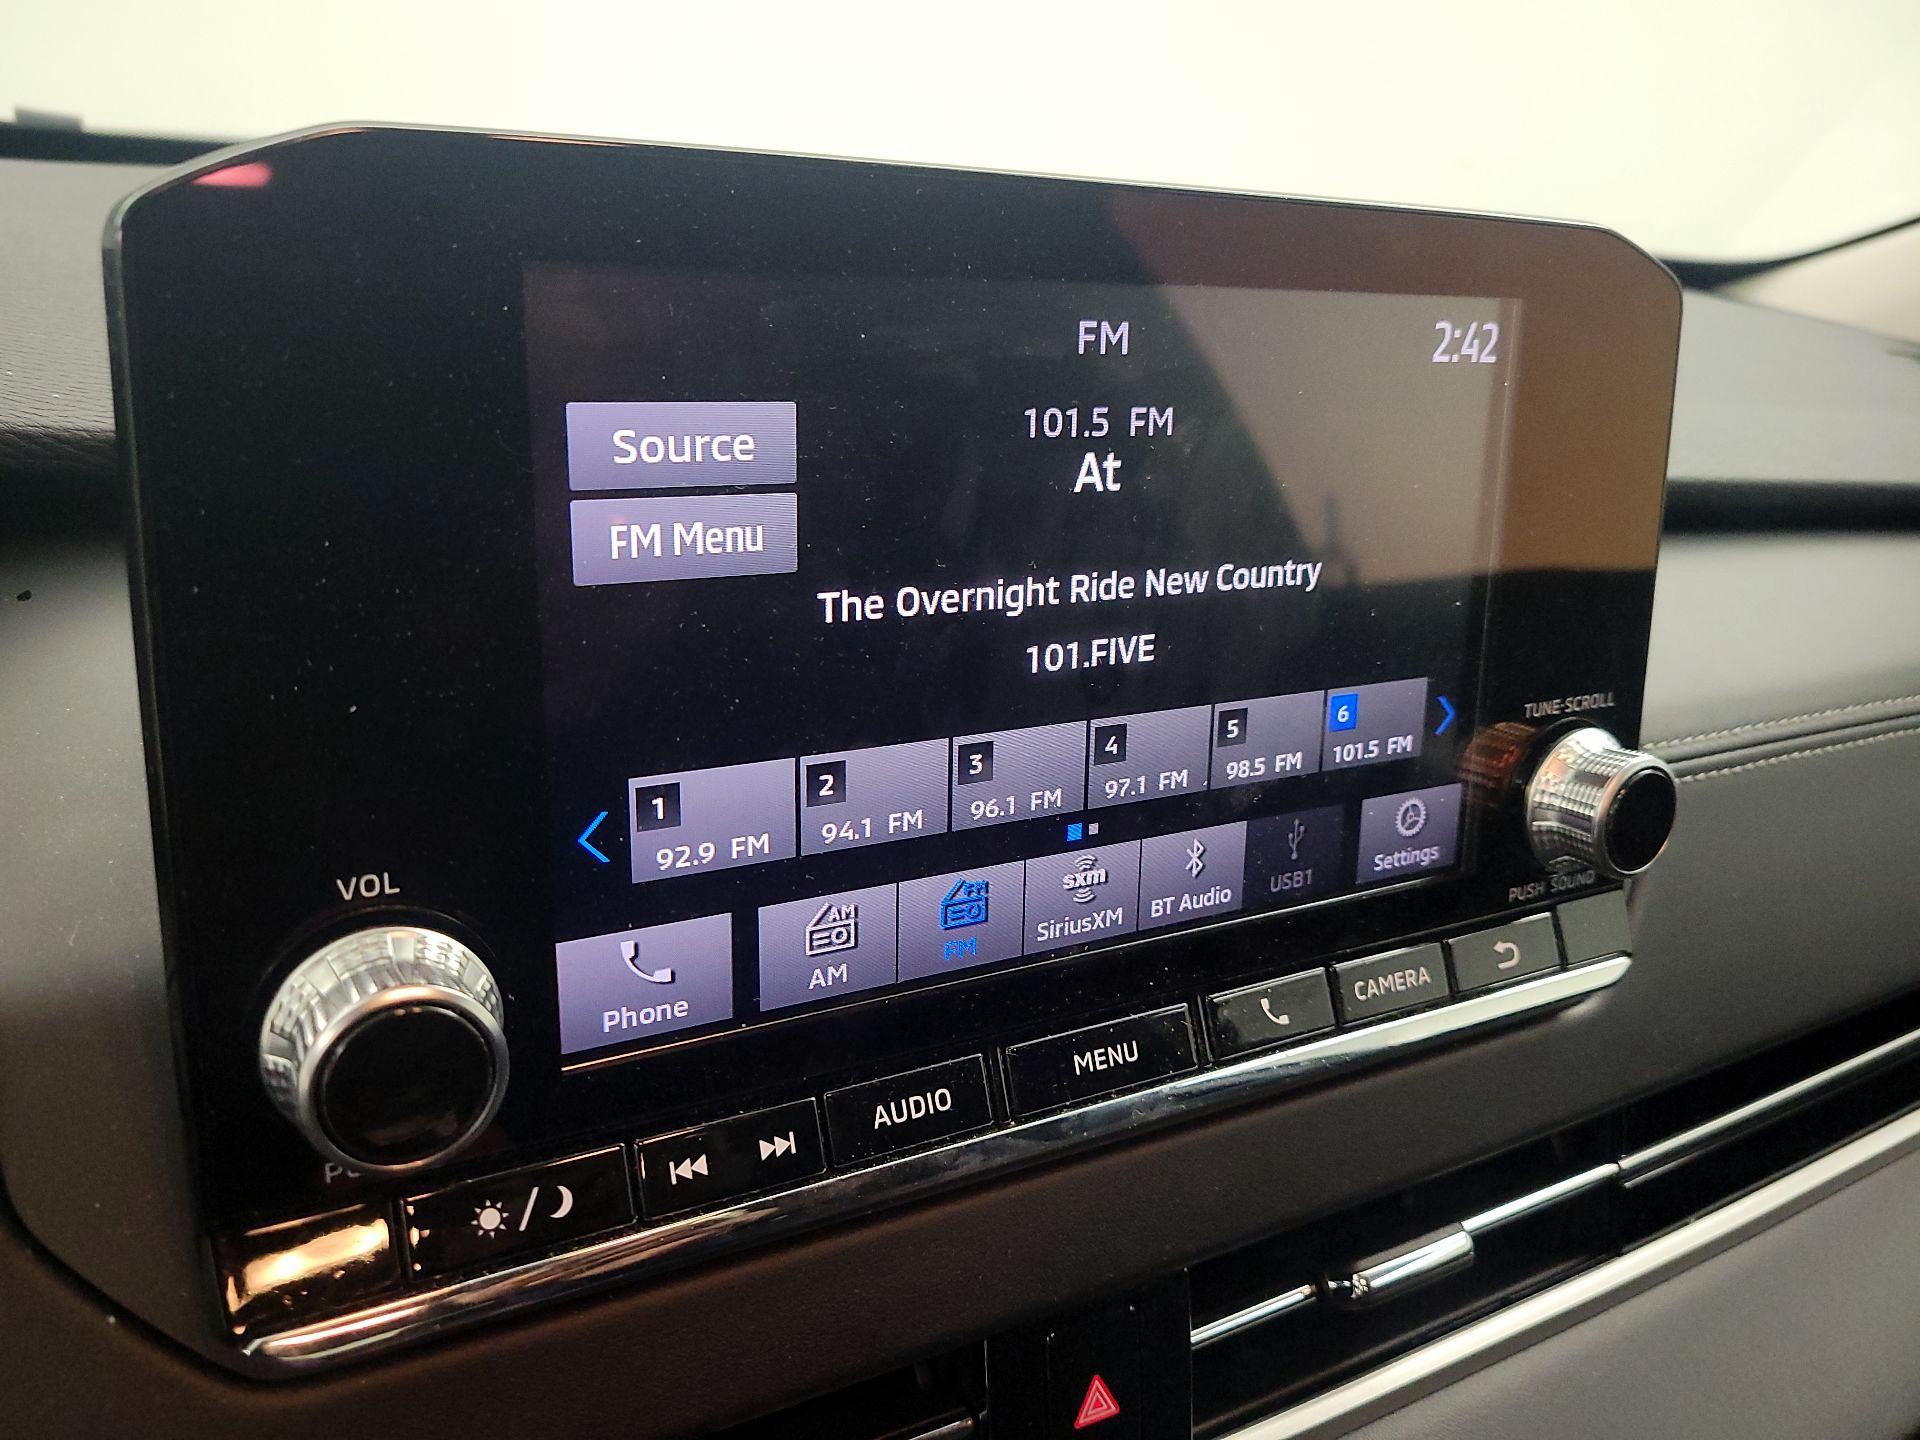 FM
2:42
101.5 FM
At
Source
FM Menu
The Overnight Ride New Country
101.FIVE
1
92.9 FM
2
94.1 FM
3
96.1 FM
4
97.1 FM
5
98.5 FM
6
101.5 FM
Phone
AM
AM
FM
FM
sxm
SiriusXM
BT Audio
USB1
Settings
TUNE·SCROLL
PUSH SOUND
VOL
AUDIO
MENU
CAMERA